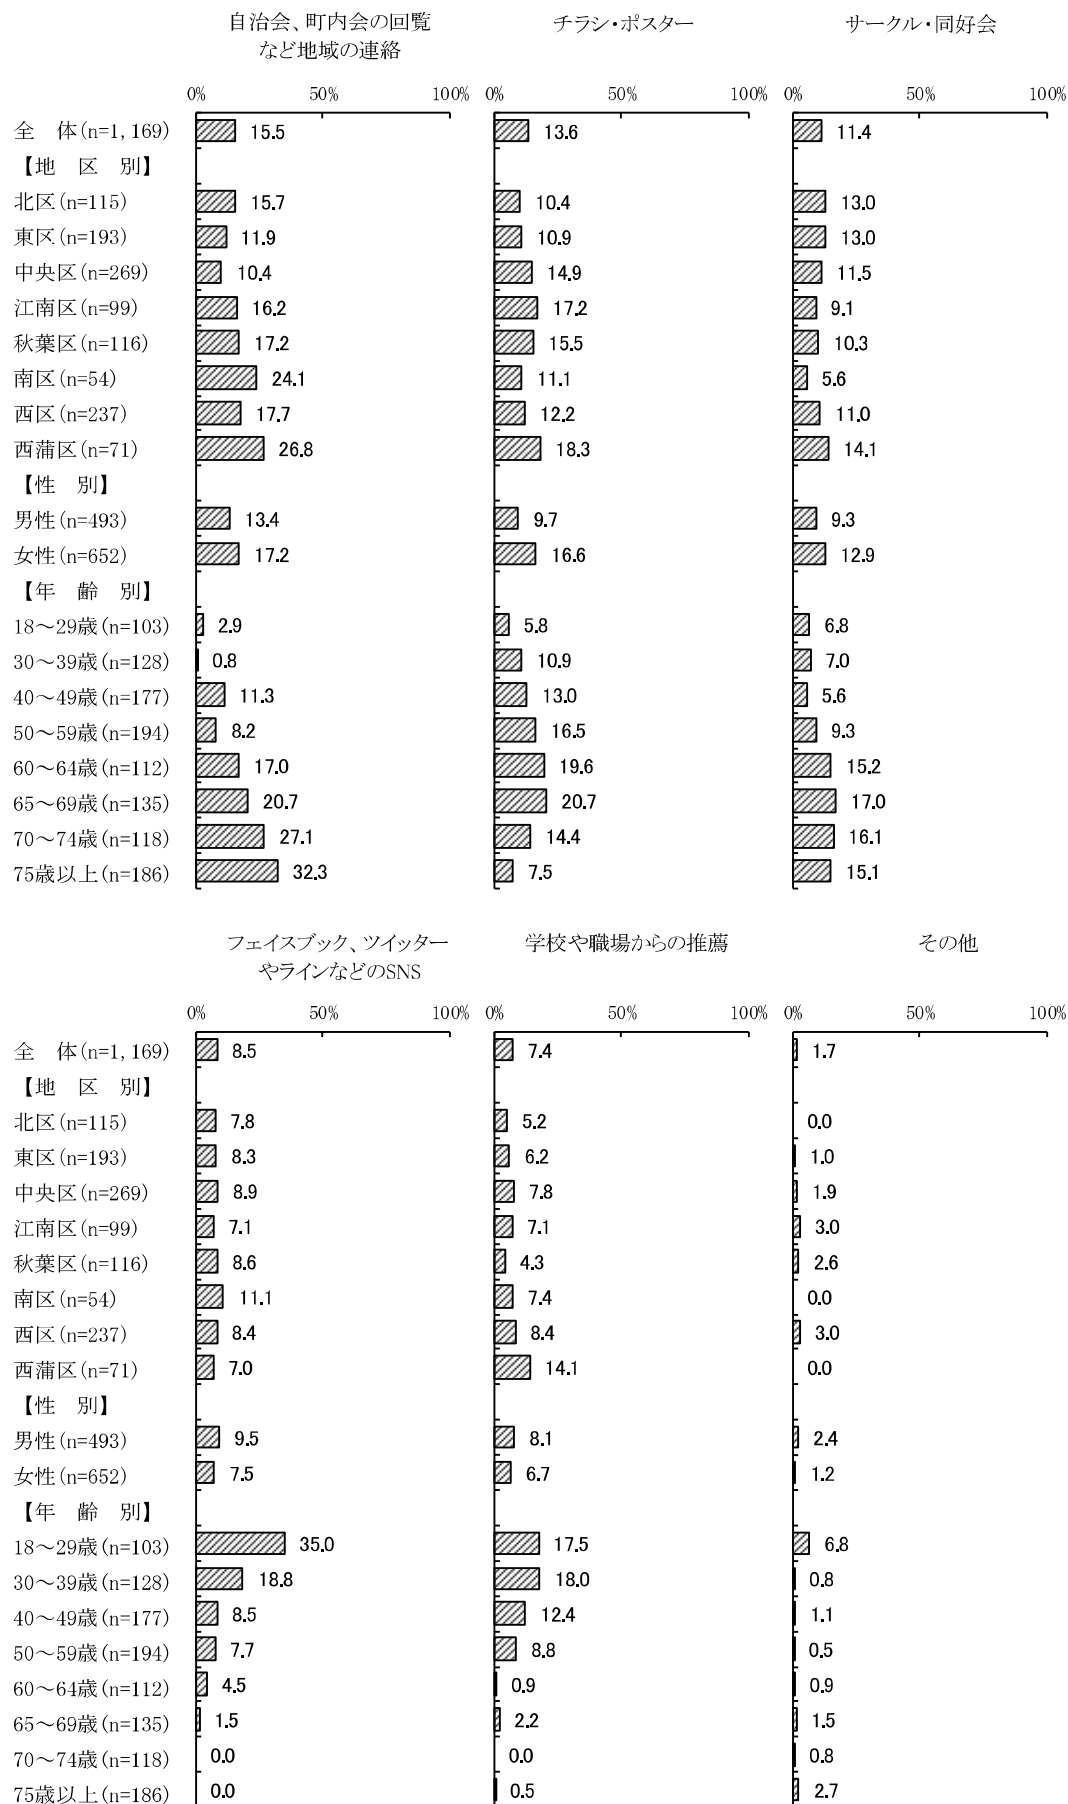 自治会、町内会の回覧 チラシ・ポスター サークル・同好会
など地域の連絡
0% 50% 100% 0% 50% 100% 0% 50% 100%
全 体(n=1,169) 15.5 13.6 11.4
【地 区 別】
北区(n=115) 15.7 10.4 13.0
東区(n=193) 11.9 10.9 13.0
中央区(n=269) 10.4 14.9 11.5
江南区(n=99) 16.2 17.2 9.1
秋葉区(n=116) 17.2 15.5 10.3
南区(n=54) 24.1 11.1 5.6
西区(n=237) 17.7 12.2 11.0
西蒲区(n=71) 26.8 18.3 14.1
【性 別】
男性(n=493) 13.4 9.7 9.3
女性(n=652) 17.2 16.6 12.9
【年 齢 別】
18～29歳(n=103) 2.9 5.8 6.8
30～39歳(n=128) 0.8 10.9 7.0
40～49歳(n=177) 11.3 13.0 5.6
50～59歳(n=194) 8.2 16.5 9.3
60～64歳(n=112) 17.0 19.6 15.2
65～69歳(n=135) 20.7 20.7 17.0
70～74歳(n=118) 27.1 14.4 16.1
75歳以上(n=186) 32.3 7.5 15.1
フェイスブック、ツイッター 学校や職場からの推薦 その他
やラインなどのSNS
0% 50% 100% 0% 50% 100% 0% 50% 100%
全 体(n=1,169) 8.5 7.4 1.7
【地 区 別】
北区(n=115) 7.8 5.2 0.0
東区(n=193) 8.3 6.2 1.0
中央区(n=269) 8.9 7.8 1.9
江南区(n=99) 7.1 7.1 3.0
秋葉区(n=116) 8.6 4.3 2.6
南区(n=54) 11.1 7.4 0.0
西区(n=237) 8.4 8.4 3.0
西蒲区(n=71) 7.0 14.1 0.0
【性 別】
男性(n=493) 9.5 8.1 2.4
女性(n=652) 7.5 6.7 1.2
【年 齢 別】
18～29歳(n=103) 35.0 17.5 6.8
30～39歳(n=128) 18.8 18.0 0.8
40～49歳(n=177) 8.5 12.4 1.1
50～59歳(n=194) 7.7 8.8 0.5
60～64歳(n=112) 4.5 0.9 0.9
65～69歳(n=135) 1.5 2.2 1.5
70～74歳(n=118) 0.0 0.0 0.8
75歳以上(n=186) 0.0 0.5 2.7